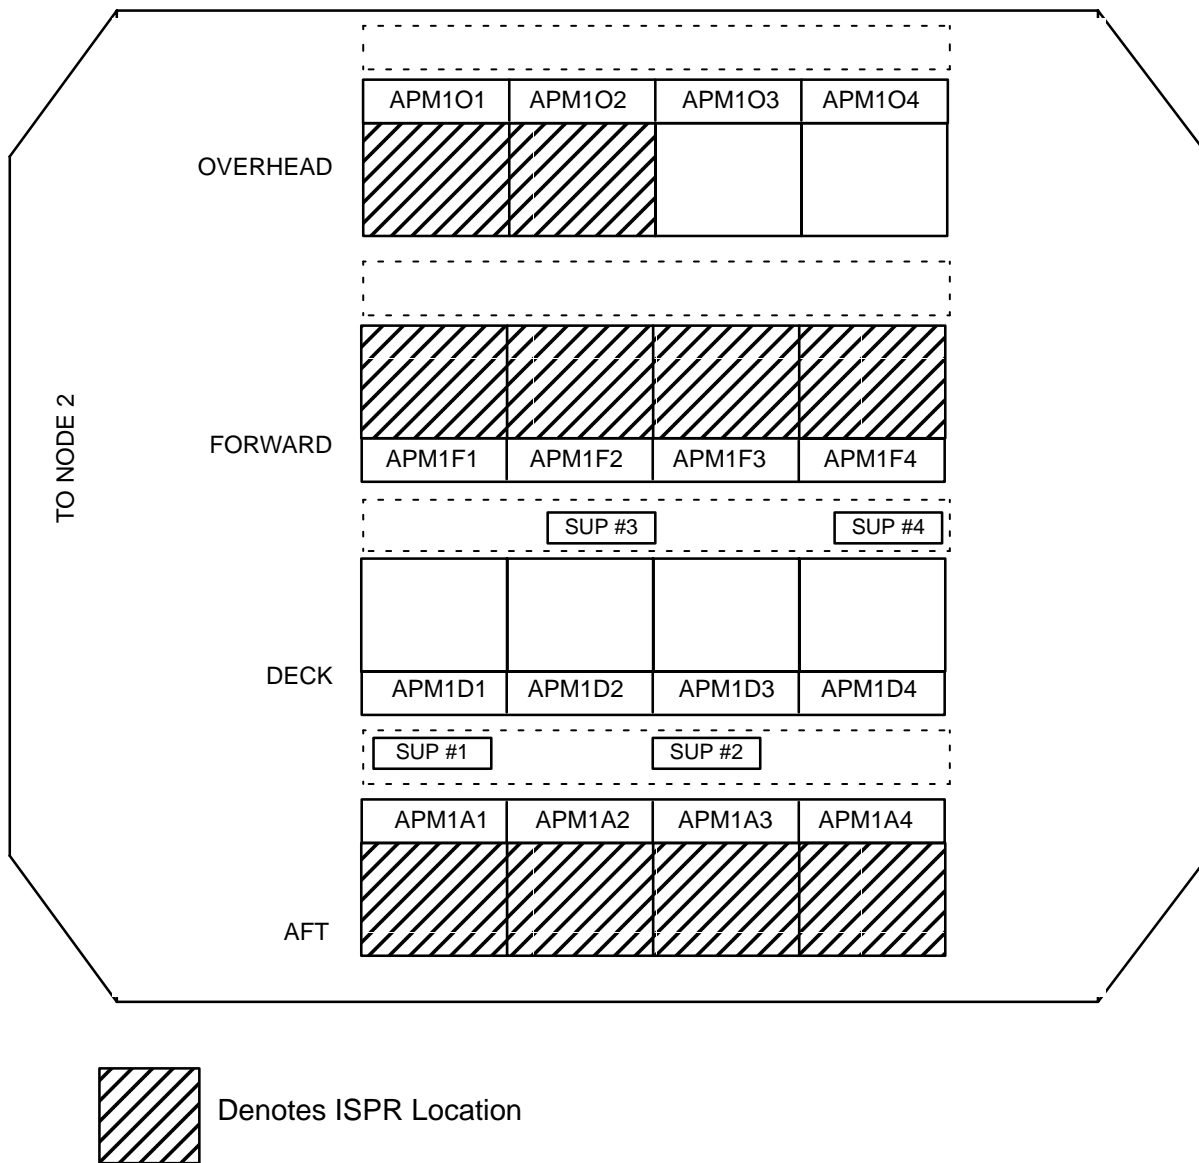 APM1O1 APM1O2 APM1O3 APM1O4
OVERHEAD
TO NODE 2
FORWARD
APM1F1 APM1F2 APM1F3 APM1F4
SUP #3 SUP #4
DECK
APM1D1 APM1D2 APM1D3 APM1D4
SUP #1 SUP #2
APM1A1 APM1A2 APM1A3 APM1A4
AFT
Denotes ISPR Location